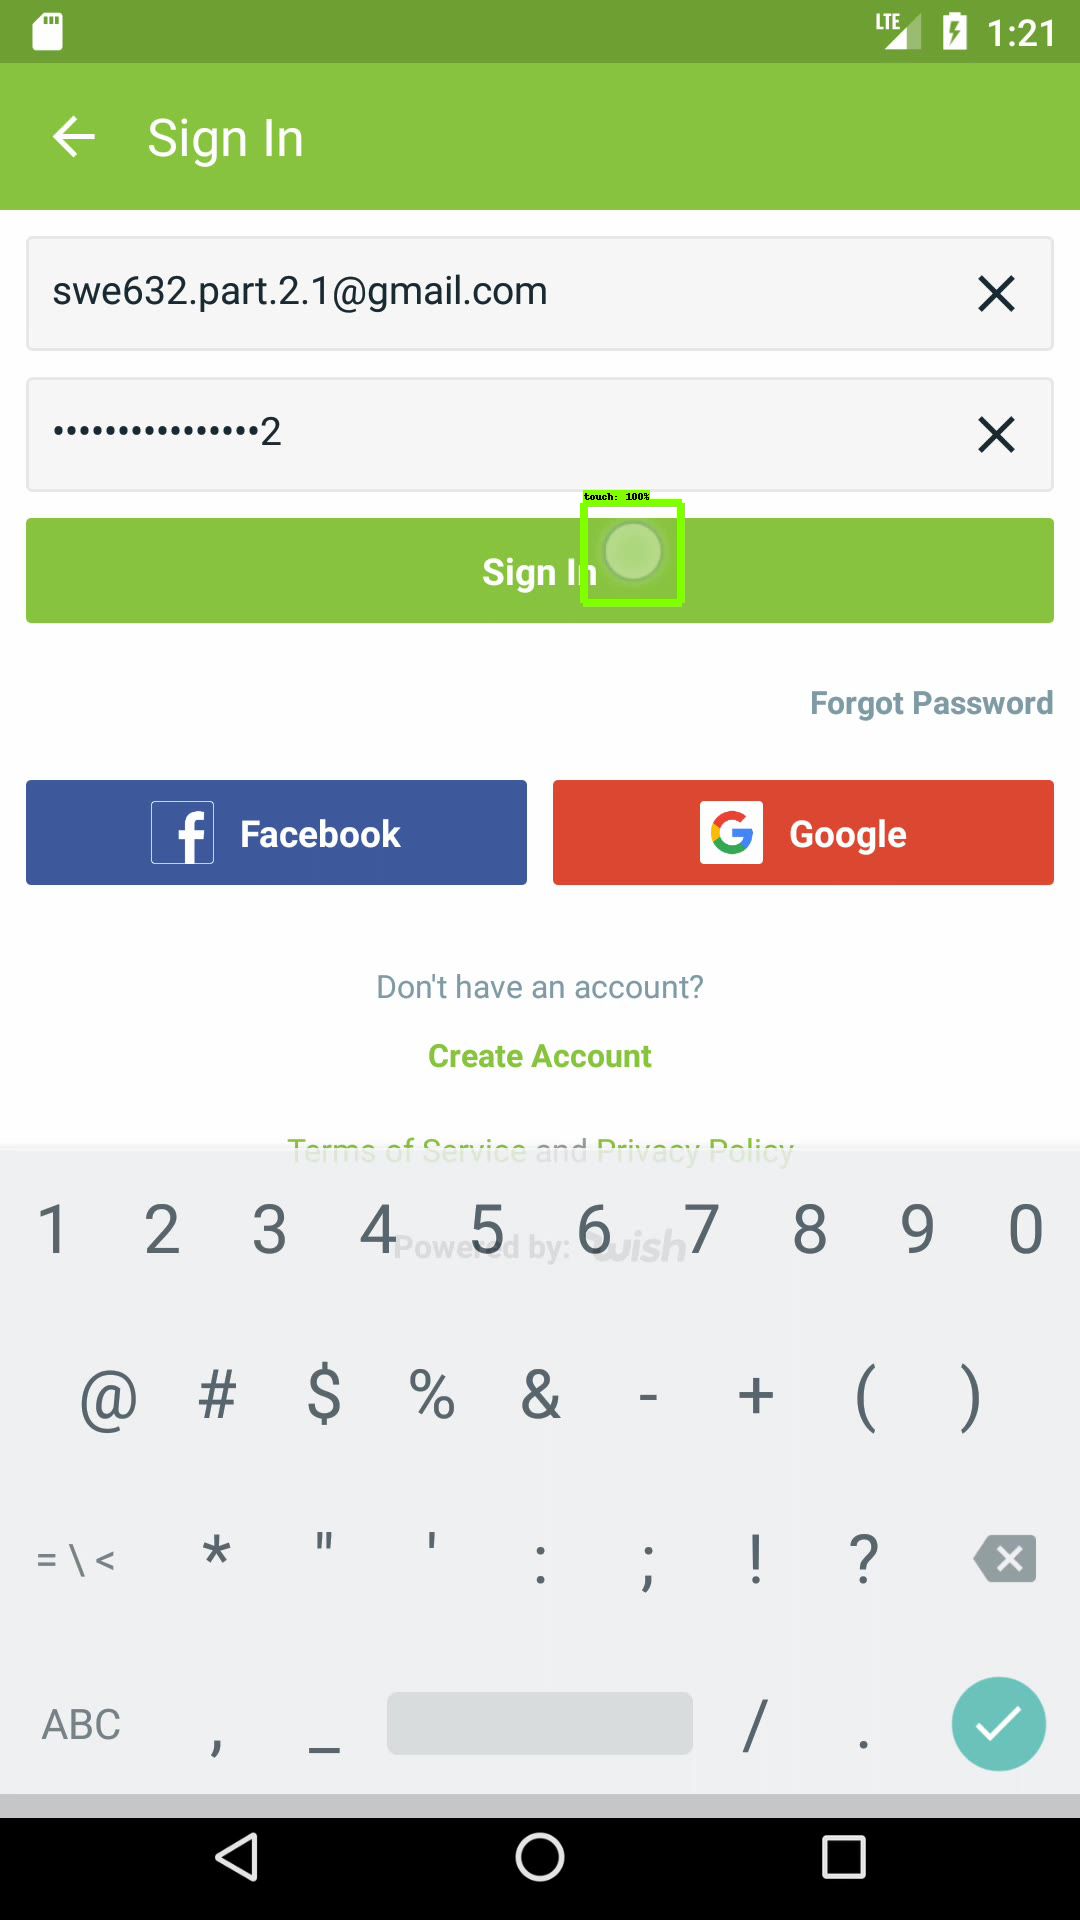 LTE 1:21
Sign In
swe632.part.2.1@gmail.com
•••••••••••••••2
touch: 100%
Sign In
Forgot Password
Facebook
Google
Don't have an account?
Create Account
Terms of Service and Privacy Policy
Powered by: wish
1 2 3 4 5 6 7 8 9 0
@ # $ % & - + ( )
= \ < * " ' : ; ! ?
ABC , _ / .